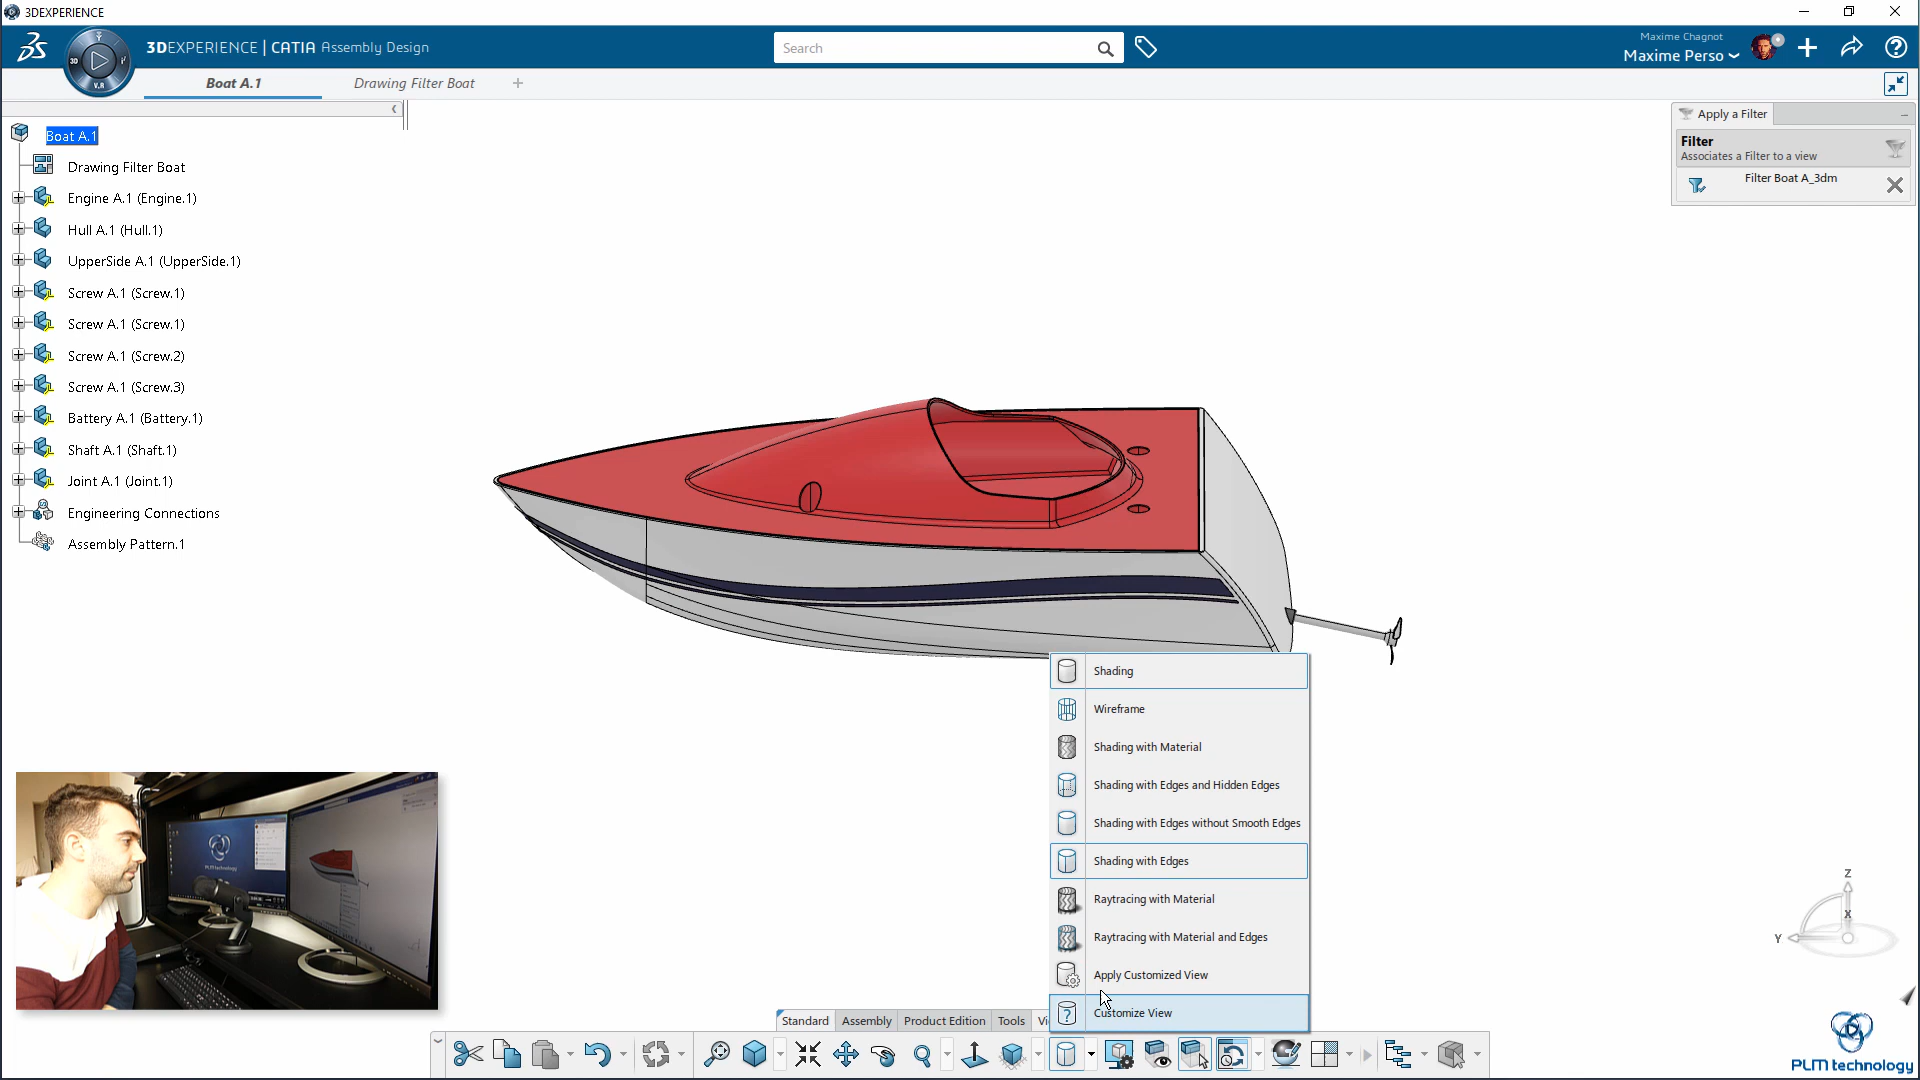 3DEXPERIENCE
3DEXPERIENCE | CATIA Assembly Design
Search
Maxime Chagnot
Maxime Perso
3D
V.R
Boat A.1
Drawing Filter Boat
+
Boat A.1
Drawing Filter Boat
Engine A.1 (Engine.1)
Hull A.1 (Hull.1)
UpperSide A.1 (UpperSide.1)
Screw A.1 (Screw.1)
Screw A.1 (Screw.1)
Screw A.1 (Screw.2)
Screw A.1 (Screw.3)
Battery A.1 (Battery.1)
Shaft A.1 (Shaft.1)
Joint A.1 (Joint.1)
Engineering Connections
Assembly Pattern.1
Apply a Filter
Filter
Associates a Filter to a view
Filter Boat A_3dm
Shading
Wireframe
Shading with Material
Shading with Edges and Hidden Edges
Shading with Edges without Smooth Edges
Shading with Edges
Raytracing with Material
Raytracing with Material and Edges
Apply Customized View
Customize View
Z
X
Y
PLM technology
Standard
Assembly
Product Edition
Tools
Vi
PLM technology